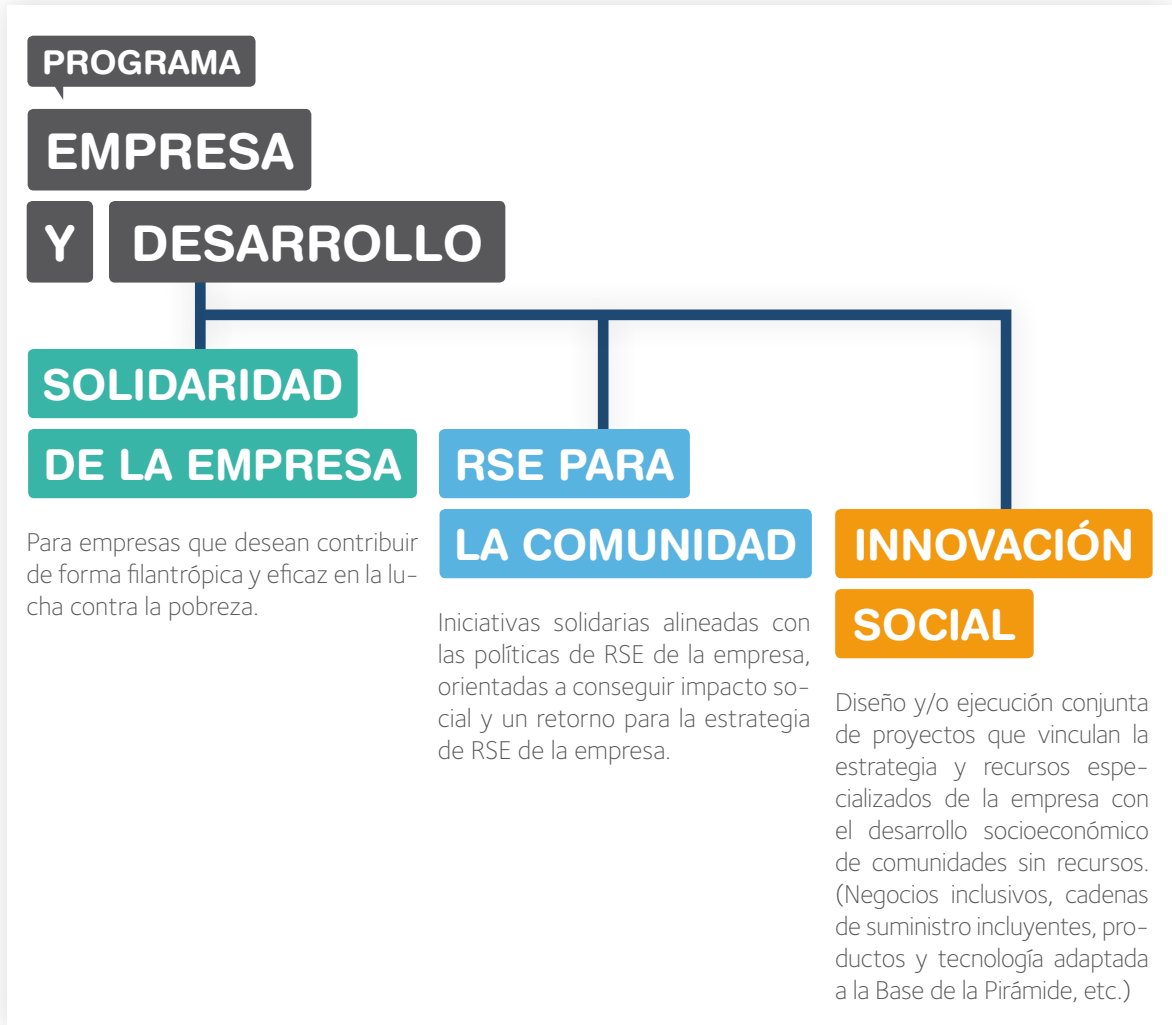 PROGRAMA
EMPRESA
Y DESARROLLO
SOLIDARIDAD
DE LA EMPRESA
Para empresas que desean contribuir
de forma filantrópica y eficaz en la lu-
cha contra la pobreza.
RSE PARA
LA COMUNIDAD
Iniciativas solidarias alineadas con
las políticas de RSE de la empresa,
orientadas a conseguir impacto so-
cial y un retorno para la estrategia
de RSE de la empresa.
INNOVACIÓN
SOCIAL
Diseño y/o ejecución conjunta
de proyectos que vinculan la
estrategia y recursos espe-
cializados de la empresa con
el desarrollo socioeconómico
de comunidades sin recursos.
(Negocios inclusivos, cadenas
de suministro incluyentes, pro-
ductos y tecnología adaptada
a la Base de la Pirámide, etc.)